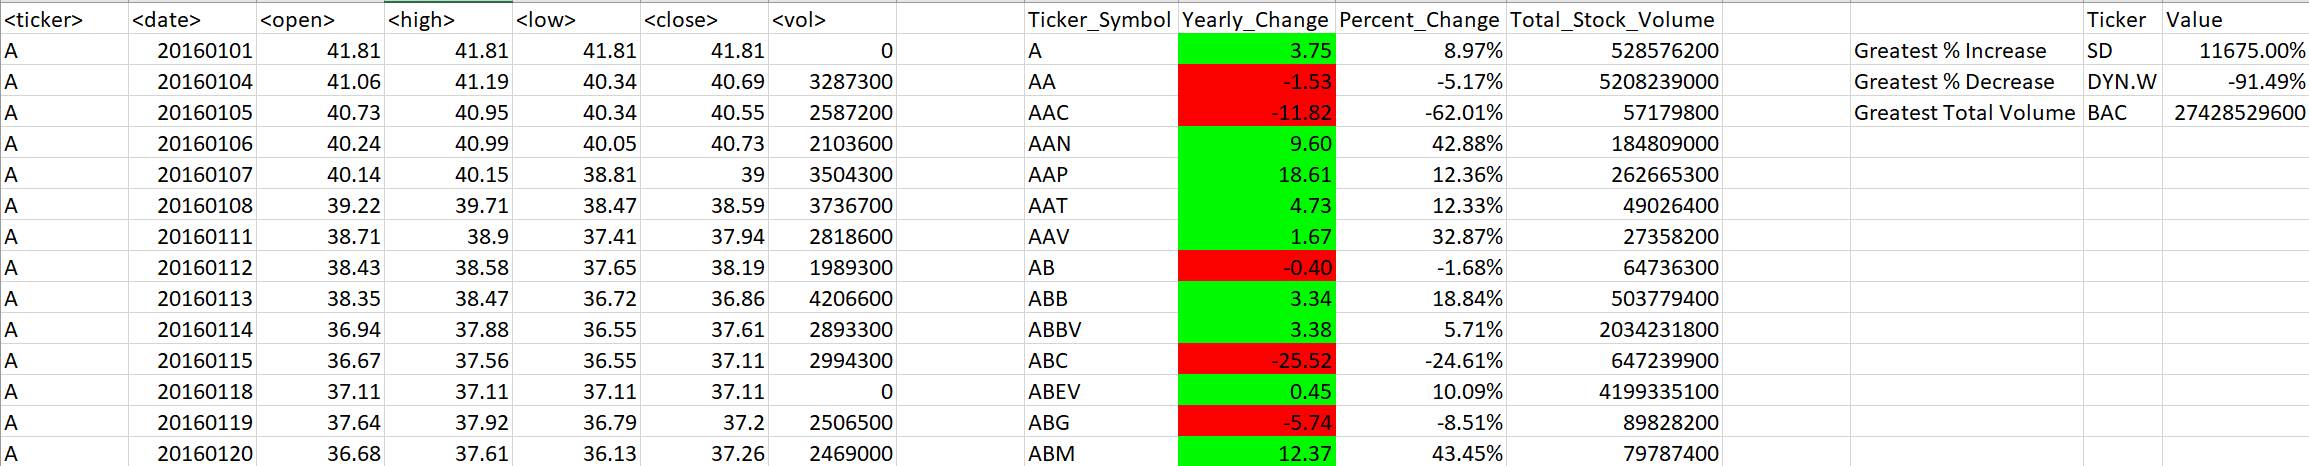 <ticker> <date> <open> <high> <low> <close> <vol> Ticker_Symbol Yearly_Change Percent_Change Total_Stock_Volume Ticker Value
A 20160101 41.81 41.81 41.81 41.81 0 A 3.75 8.97% 528576200 Greatest % Increase SD 11675.00%
A 20160104 41.06 41.19 40.34 40.69 3287300 AA -1.53 -5.17% 5208239000 Greatest % Decrease DYN.W -91.49%
A 20160105 40.73 40.95 40.34 40.55 2587200 AAC -11.82 -62.01% 57179800 Greatest Total Volume BAC 27428529600
A 20160106 40.24 40.99 40.05 40.73 2103600 AAN 9.60 42.88% 184809000
A 20160107 40.14 40.15 38.81 39 3504300 AAP 18.61 12.36% 262665300
A 20160108 39.22 39.71 38.47 38.59 3736700 AAT 4.73 12.33% 49026400
A 20160111 38.71 38.9 37.41 37.94 2818600 AAV 1.67 32.87% 27358200
A 20160112 38.43 38.58 37.65 38.19 1989300 AB -0.40 -1.68% 64736300
A 20160113 38.35 38.47 36.72 36.86 4206600 ABB 3.34 18.84% 503779400
A 20160114 36.94 37.88 36.55 37.61 2893300 ABBV 3.38 5.71% 2034231800
A 20160115 36.67 37.56 36.55 37.11 2994300 ABC -25.52 -24.61% 647239900
A 20160118 37.11 37.11 37.11 37.11 0 ABEV 0.45 10.09% 4199335100
A 20160119 37.64 37.92 36.79 37.2 2506500 ABG -5.74 -8.51% 89828200
A 20160120 36.68 37.61 36.13 37.26 2469000 ABM 12.37 43.45% 79787400